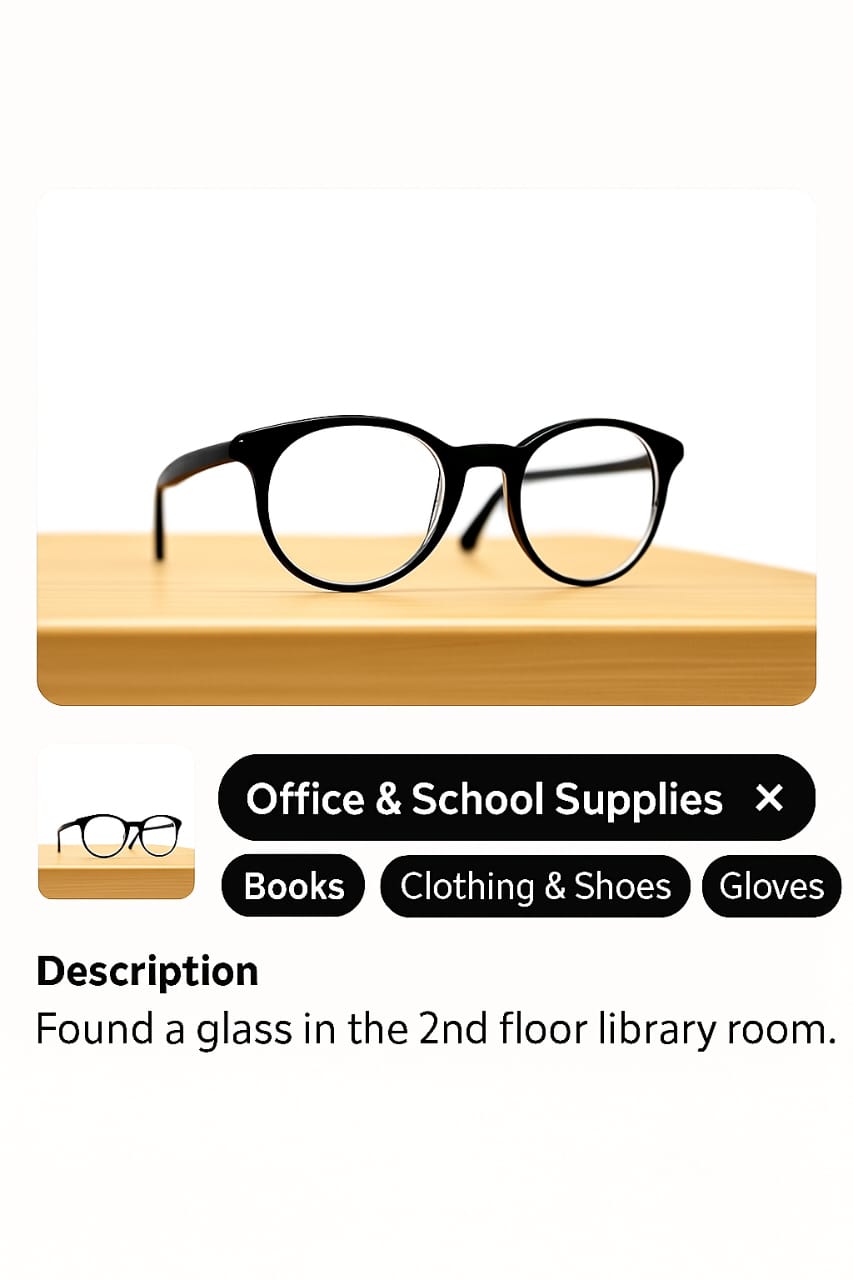 Office & School Supplies ✕
Books Clothing & Shoes Gloves
Description
Found a glass in the 2nd floor library room.